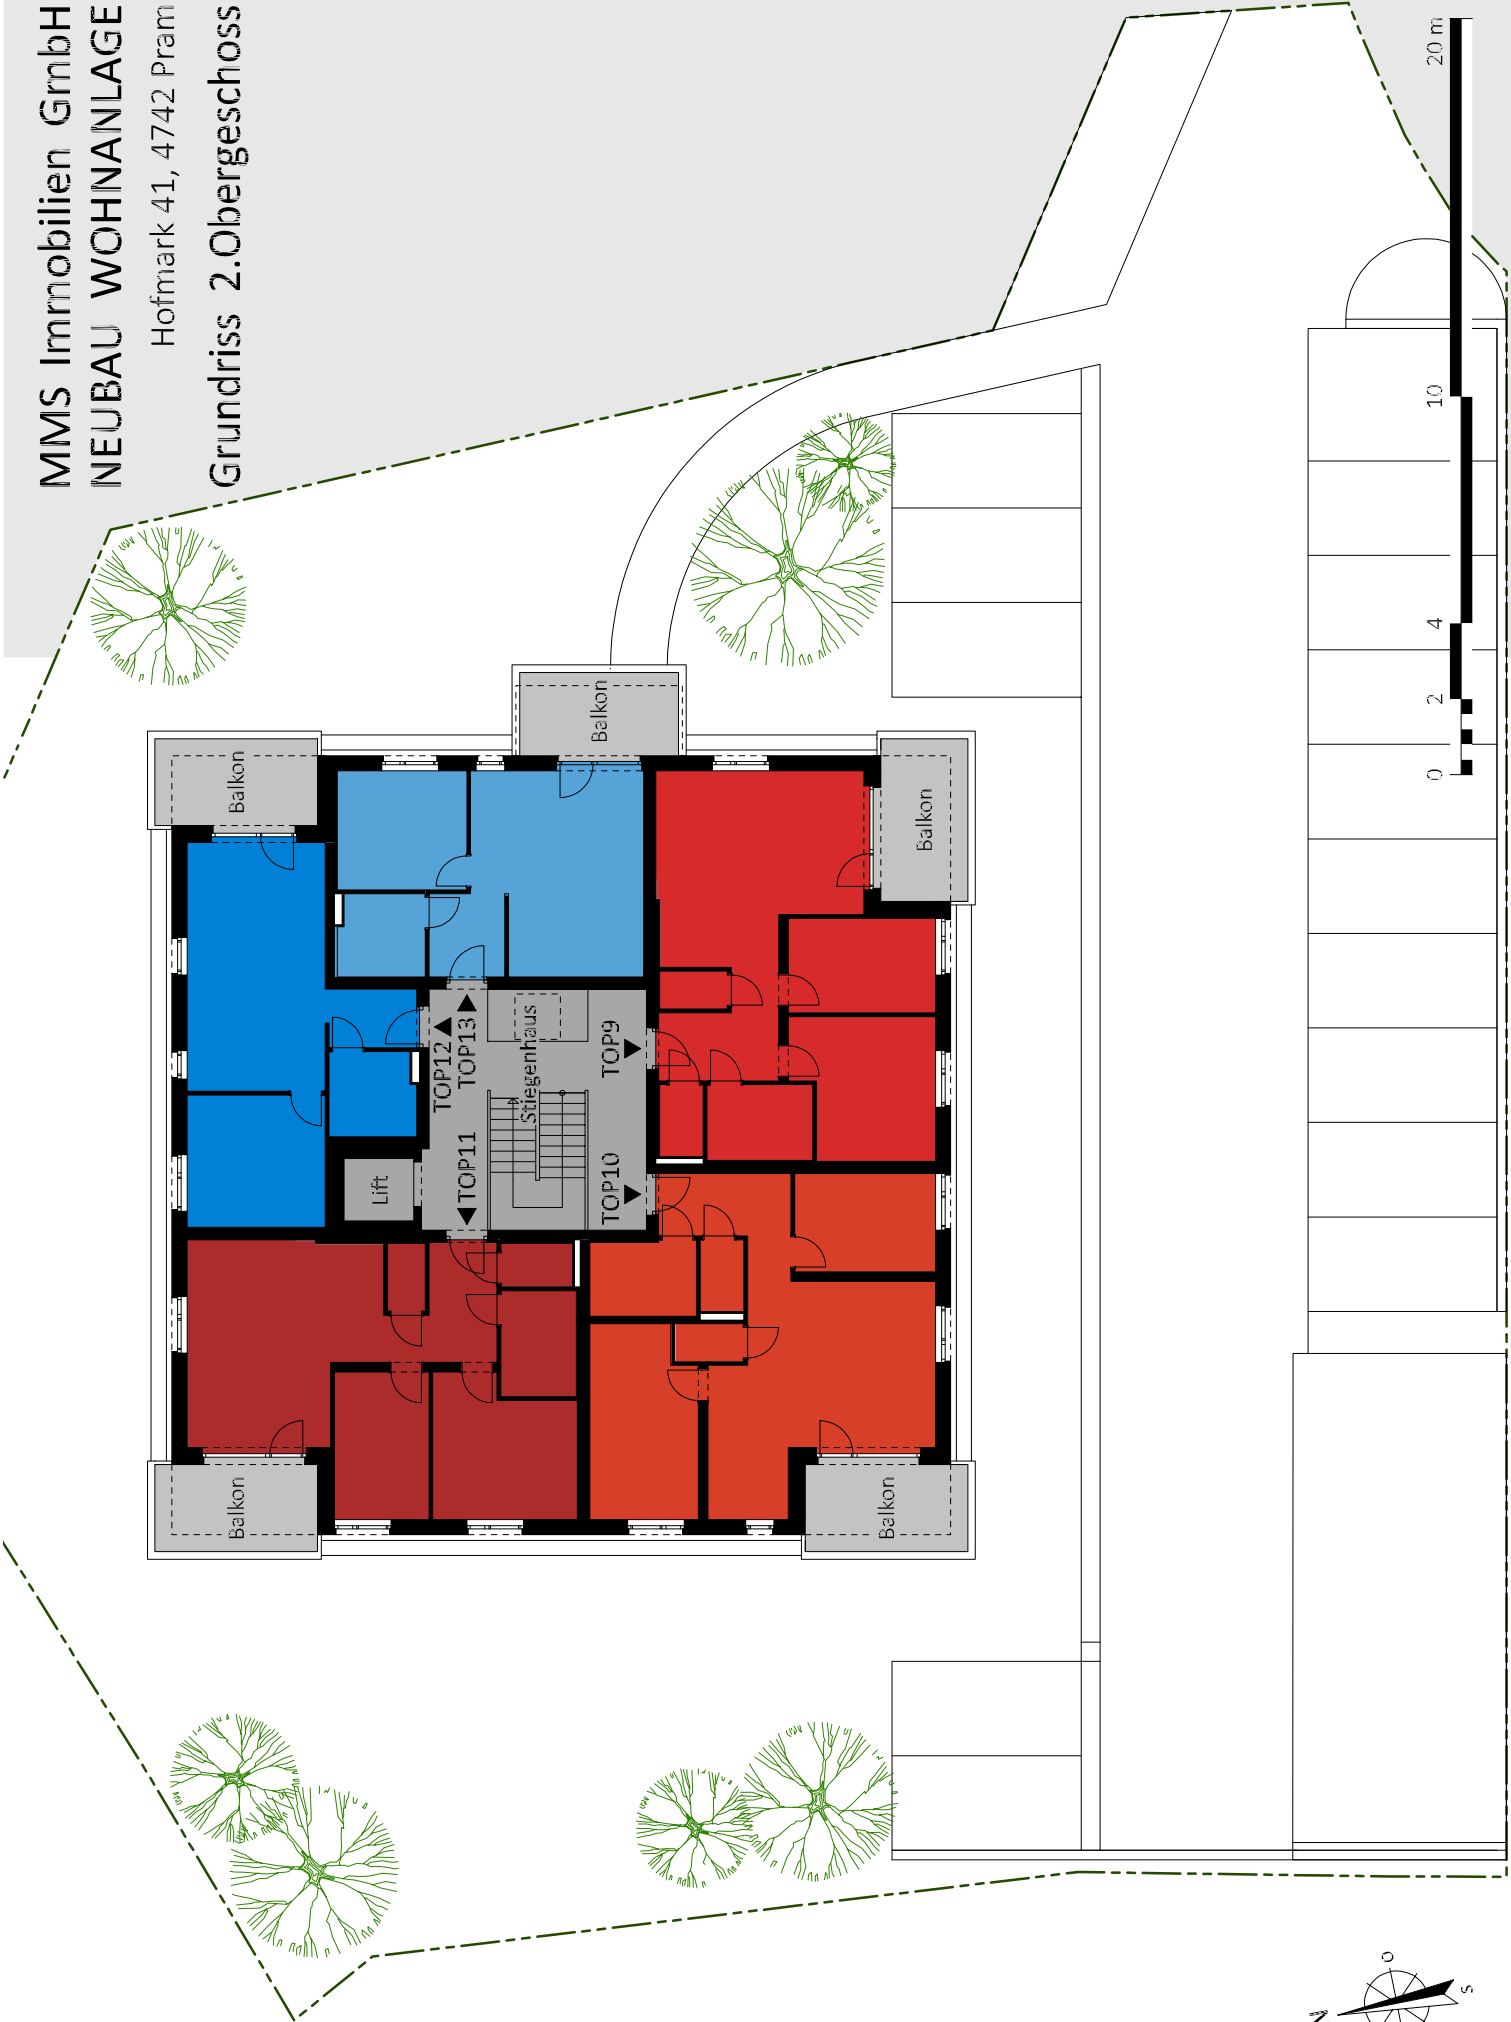 MMS Immobilien GmbH
NEUBAU WOHNANLAGE
Hofmark 41, 4742 Pram
Grundriss 2.Obergeschoss
Balkon
Balkon
Balkon
Balkon
Balkon
Lift
TOP11
TOP12
TOP13
Stiegenhaus
TOP10
TOP9
0
2
4
10
20 m
N
O
S